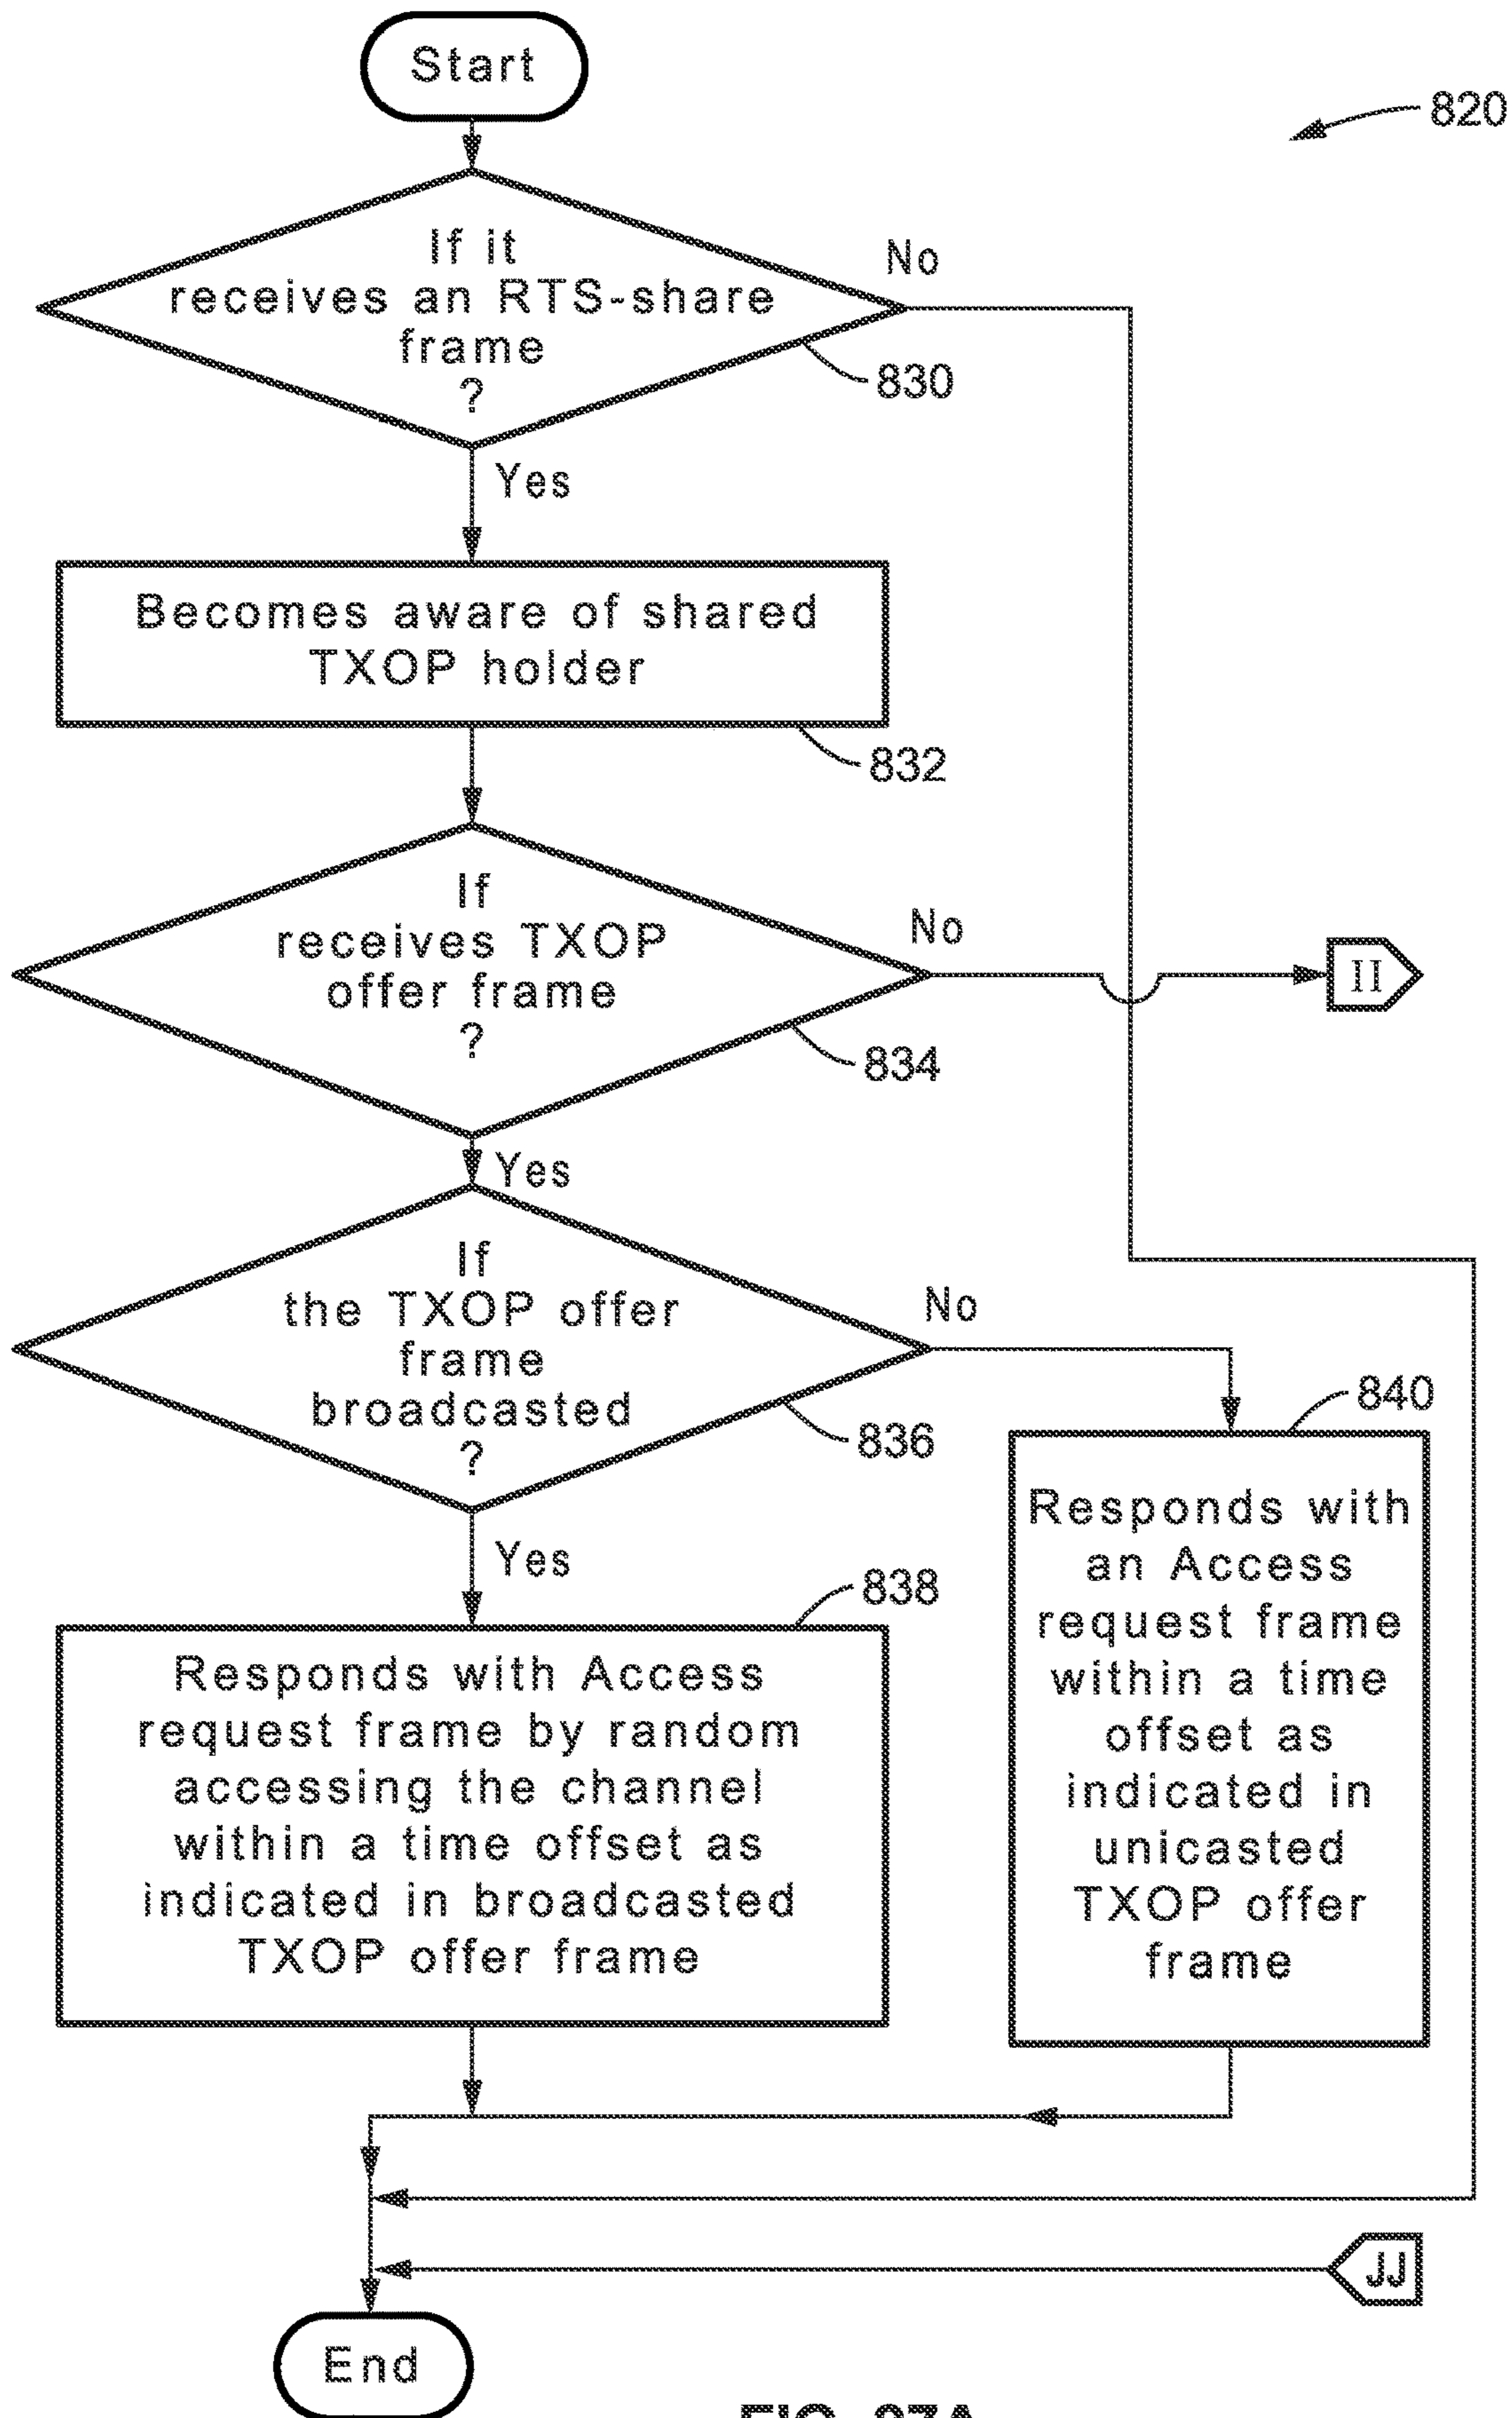 Start
820
If it
receives an RTS-share
frame
?
No
830
Yes
Becomes aware of shared
TXOP holder
832
If
receives TXOP
offer frame
?
No
II
834
Yes
If
the TXOP offer
frame
broadcasted
?
No
836
840
Yes
838
Responds with Access
request frame by random
accessing the channel
within a time offset as
indicated in broadcasted
TXOP offer frame
Responds with
an Access
request frame
within a time
offset as
indicated in
unicasted
TXOP offer
frame
JJ
End
FIG. 27A